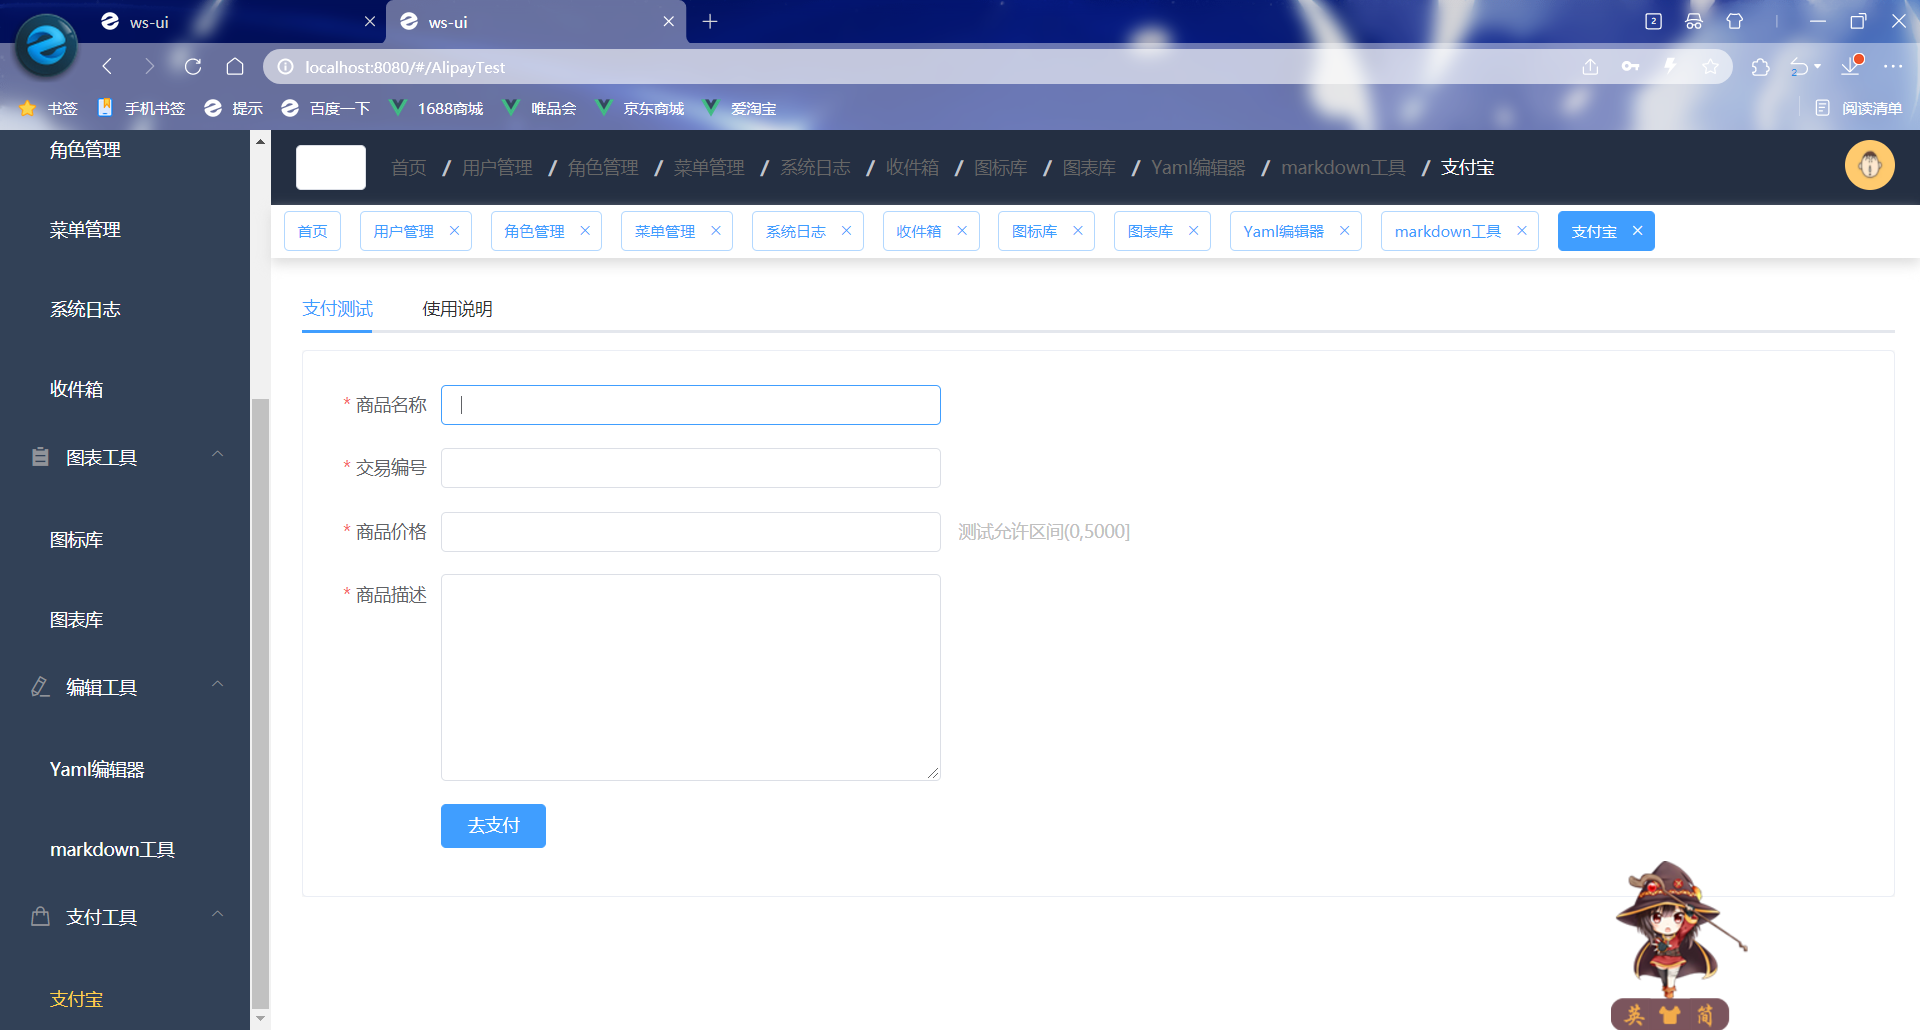 ws-ui
ws-ui
2
localhost:8080/#/AlipayTest
2
书签 手机书签 提示 百度一下 1688商城 唯品会 京东商城 爱淘宝 阅读清单
角色管理
菜单管理
系统日志
收件箱
图表工具
图标库
图表库
编辑工具
Yaml编辑器
markdown工具
支付工具
支付宝
首页 / 用户管理 / 角色管理 / 菜单管理 / 系统日志 / 收件箱 / 图标库 / 图表库 / Yaml编辑器 / markdown工具 / 支付宝
首页 用户管理 角色管理 菜单管理 系统日志 收件箱 图标库 图表库 Yaml编辑器 markdown工具 支付宝
支付测试 使用说明
* 商品名称
* 交易编号
* 商品价格 测试允许区间(0,5000]
* 商品描述
去支付
英 简